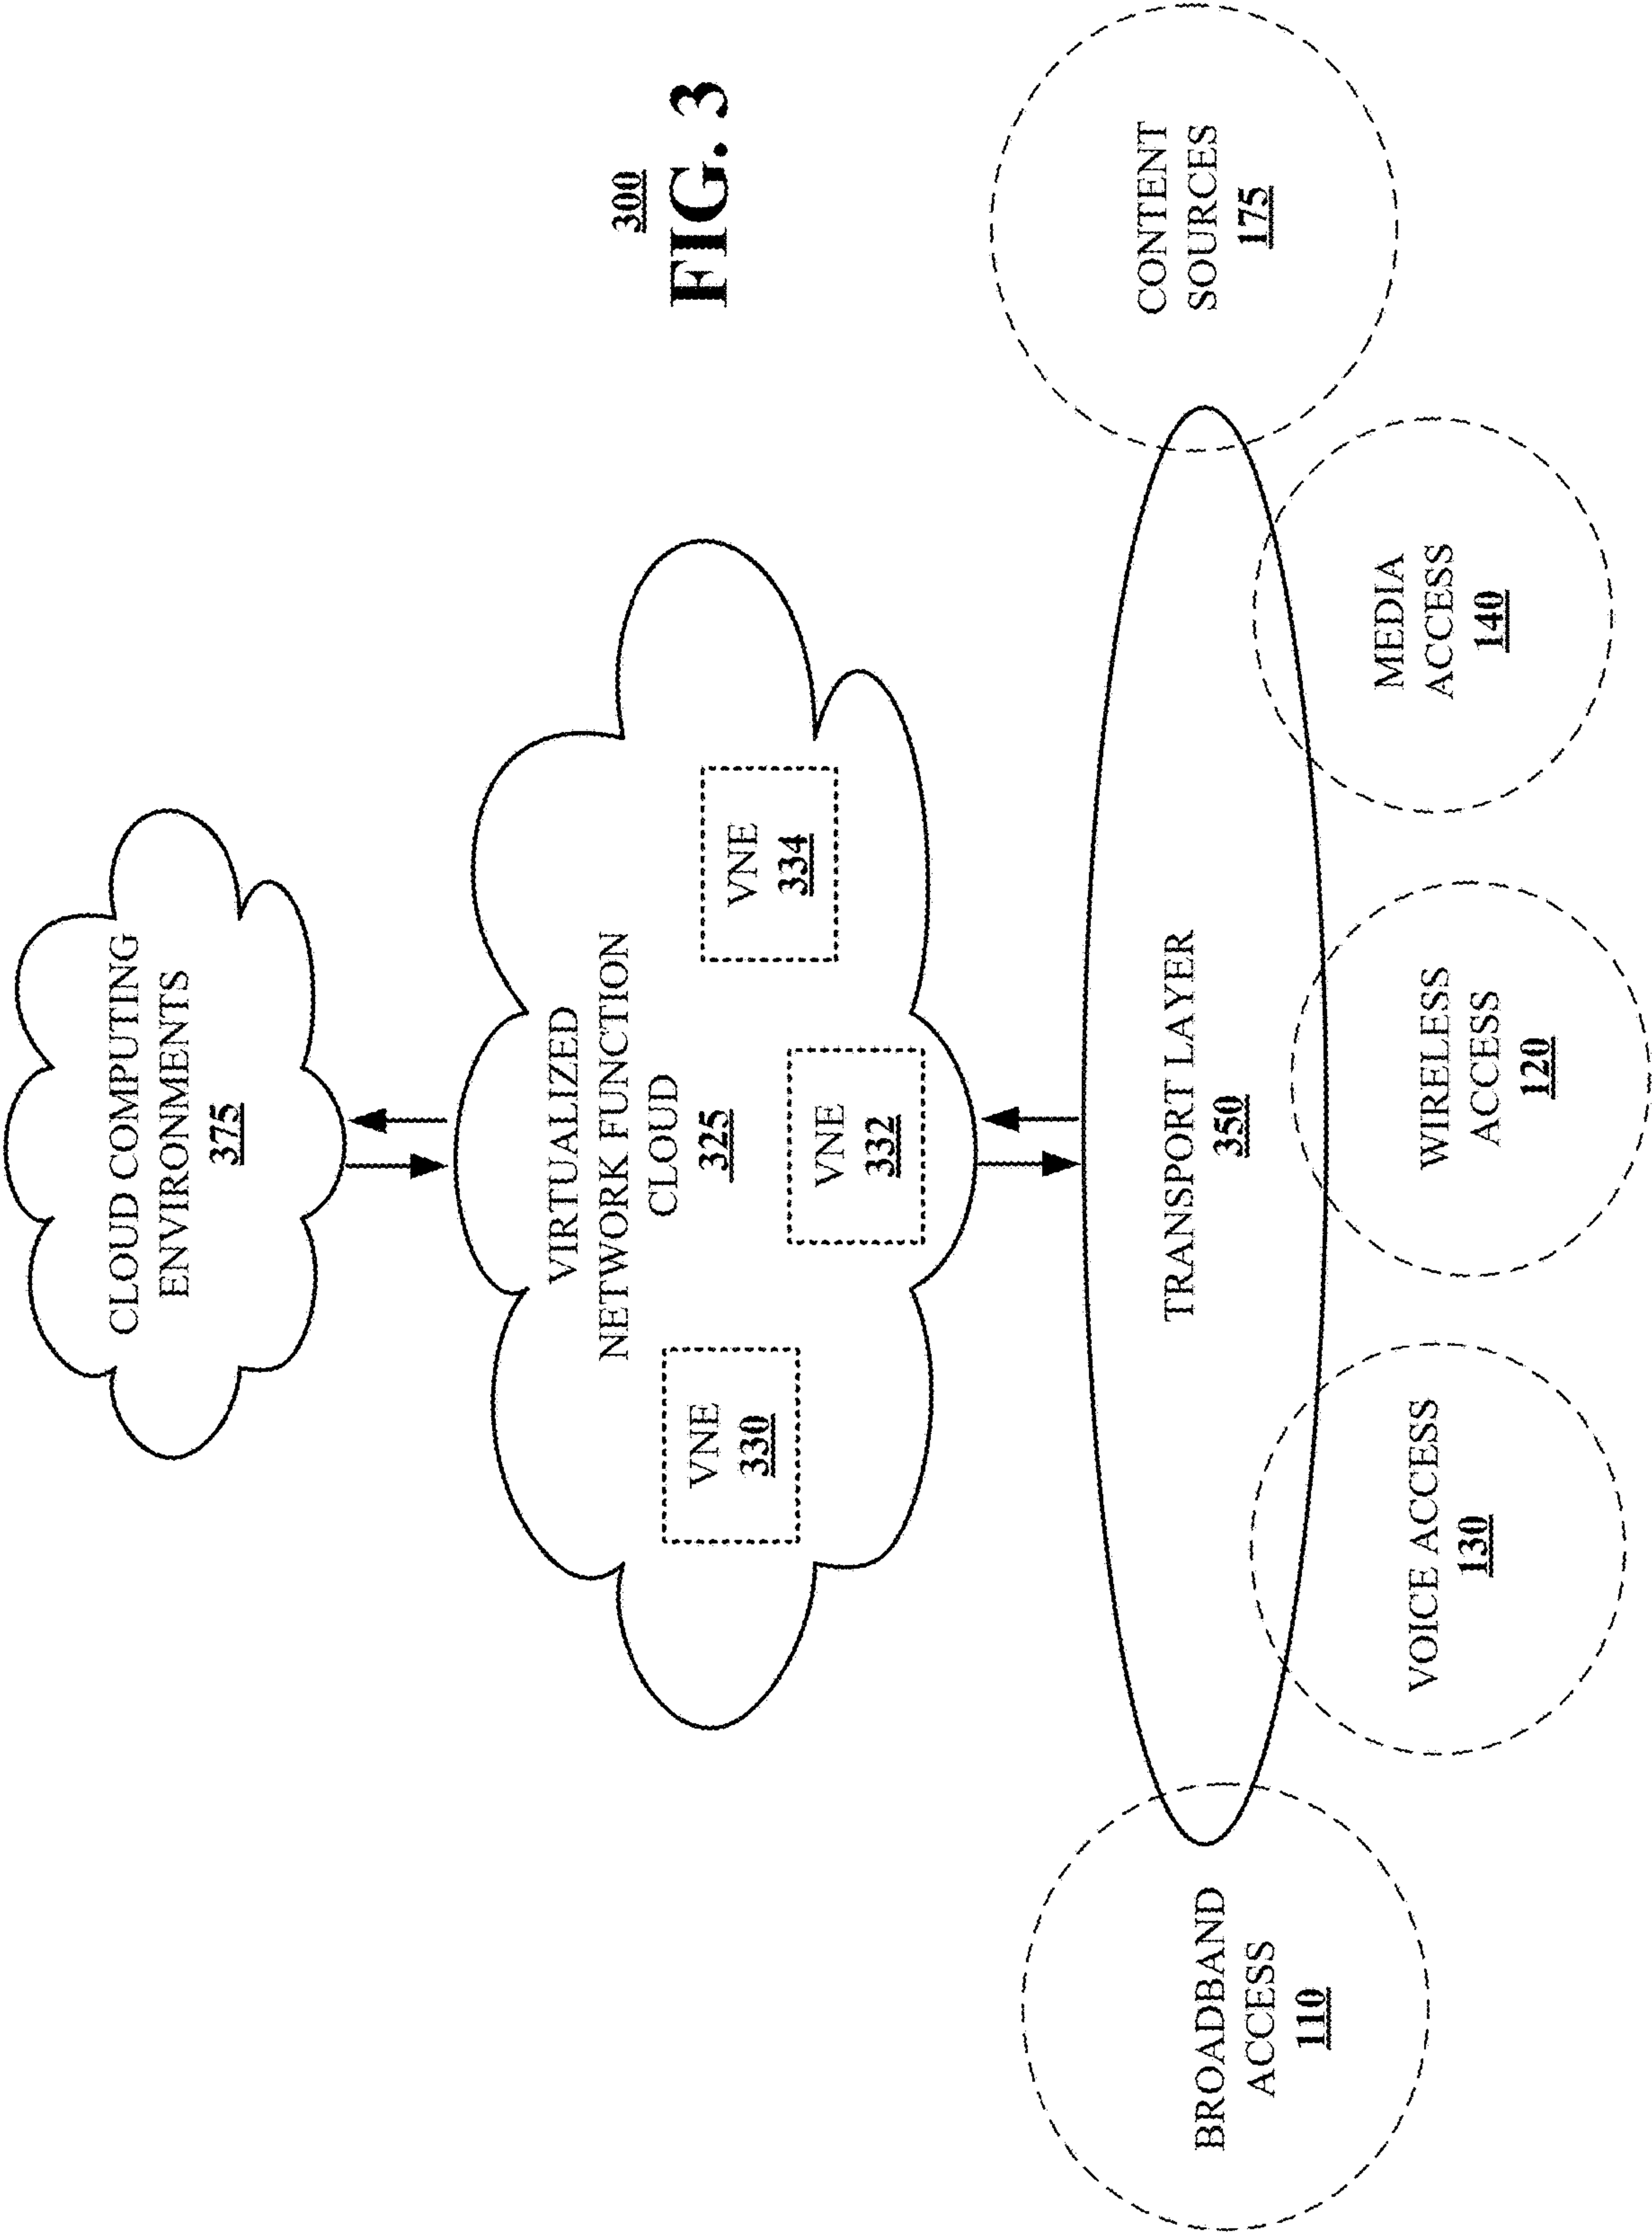 CLOUD COMPUTING
ENVIRONMENTS
375
VIRTUALIZED
NETWORK FUNCTION
CLOUD
325
VNE
330
VNE
332
VNE
334
TRANSPORT LAYER
350
BROADBAND
ACCESS
110
VOICE ACCESS
130
WIRELESS
ACCESS
120
MEDIA
ACCESS
140
CONTENT
SOURCES
175
300
FIG. 3